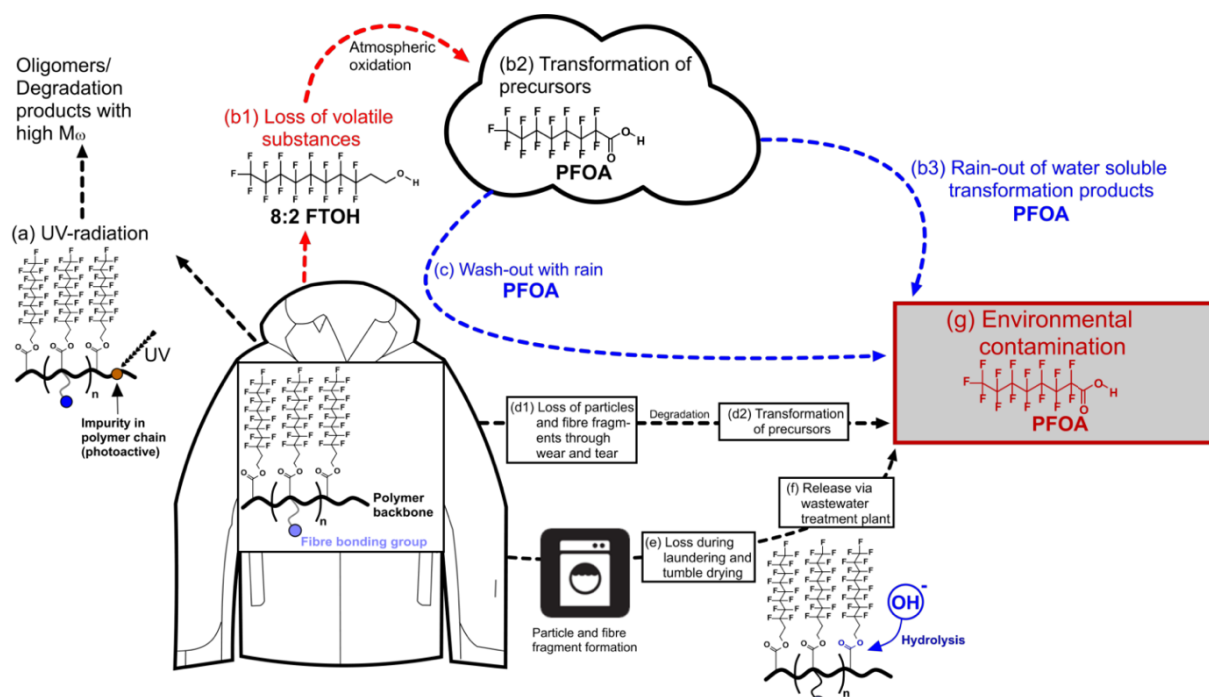 Oligomers/
Degradation
products with
high Mω
(a) UV-radiation
UV
n
Impurity in
polymer chain
(photoactive)
(b1) Loss of volatile
substances
8:2 FTOH
Atmospheric
oxidation
(b2) Transformation of
precursors
PFOA
(b3) Rain-out of water soluble
transformation products
PFOA
(c) Wash-out with rain
PFOA
(g) Environmental
contamination
PFOA
(d1) Loss of particles
and fibre fragm-
ents through
wear and tear
Degradation
(d2) Transformation
of precursors
Polymer
backbone
n
Fibre bonding group
(f) Release via
wastewater
treatment plant
(e) Loss during
laundering and
tumble drying
Particle and fibre
fragment formation
OH-
Hydrolysis
n